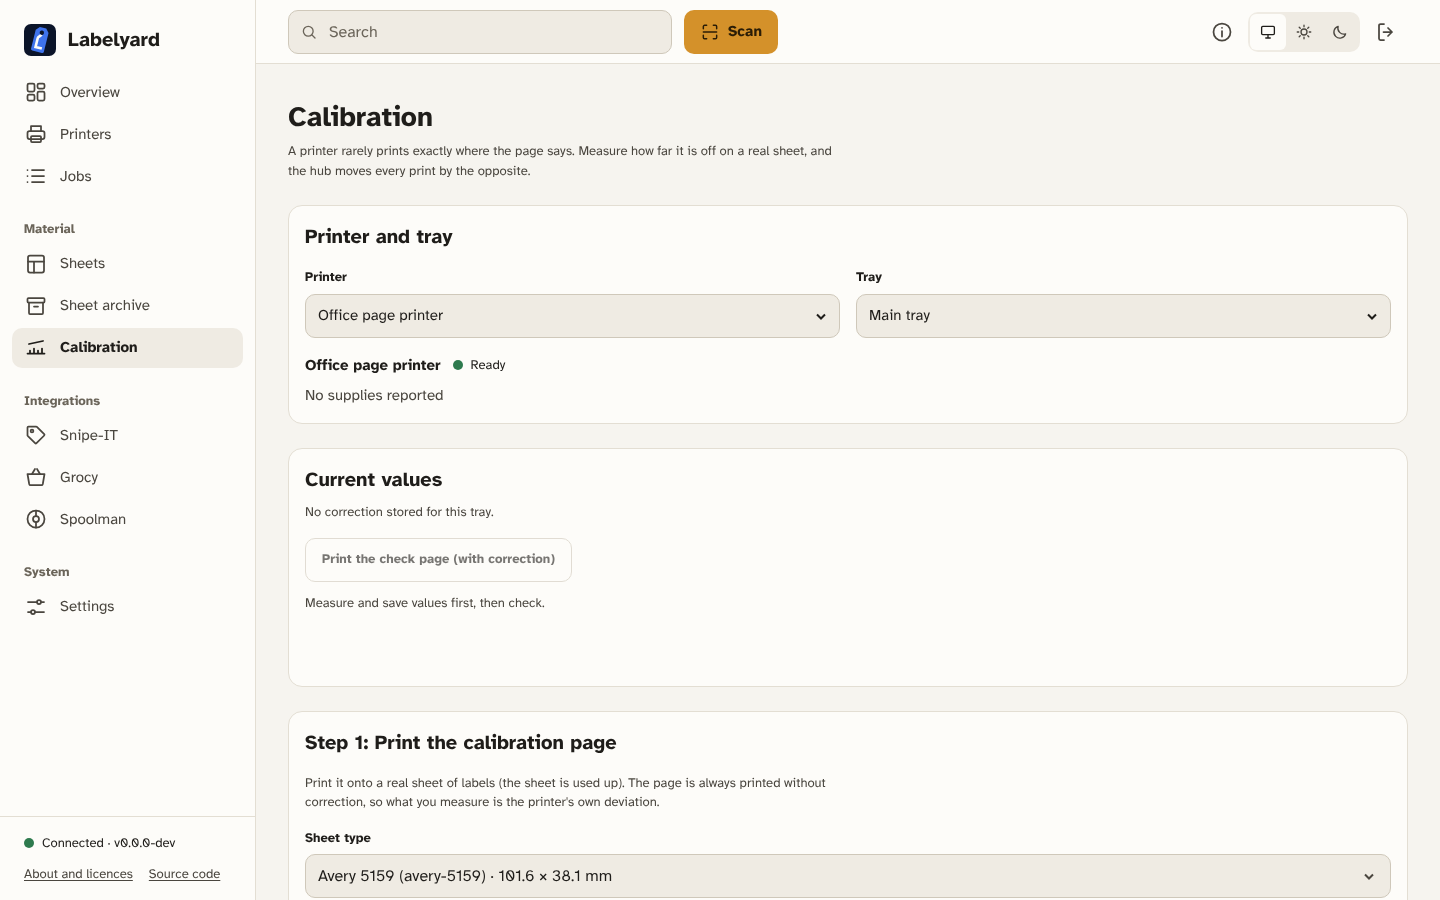 Labelyard
Overview
Printers
Jobs
Material
Sheets
Sheet archive
Calibration
Integrations
Snipe-IT
Grocy
Spoolman
System
Settings
Connected · v0.0.0-dev
About and licences
Source code
Search
Scan
Calibration
A printer rarely prints exactly where the page says. Measure how far it is off on a real sheet, and
the hub moves every print by the opposite.
Printer and tray
Printer
Tray
Office page printer
Main tray
Office page printer
Ready
No supplies reported
Current values
No correction stored for this tray.
Print the check page (with correction)
Measure and save values first, then check.
Step 1: Print the calibration page
Print it onto a real sheet of labels (the sheet is used up). The page is always printed without
correction, so what you measure is the printer's own deviation.
Sheet type
Avery 5159 (avery-5159) · 101.6 × 38.1 mm